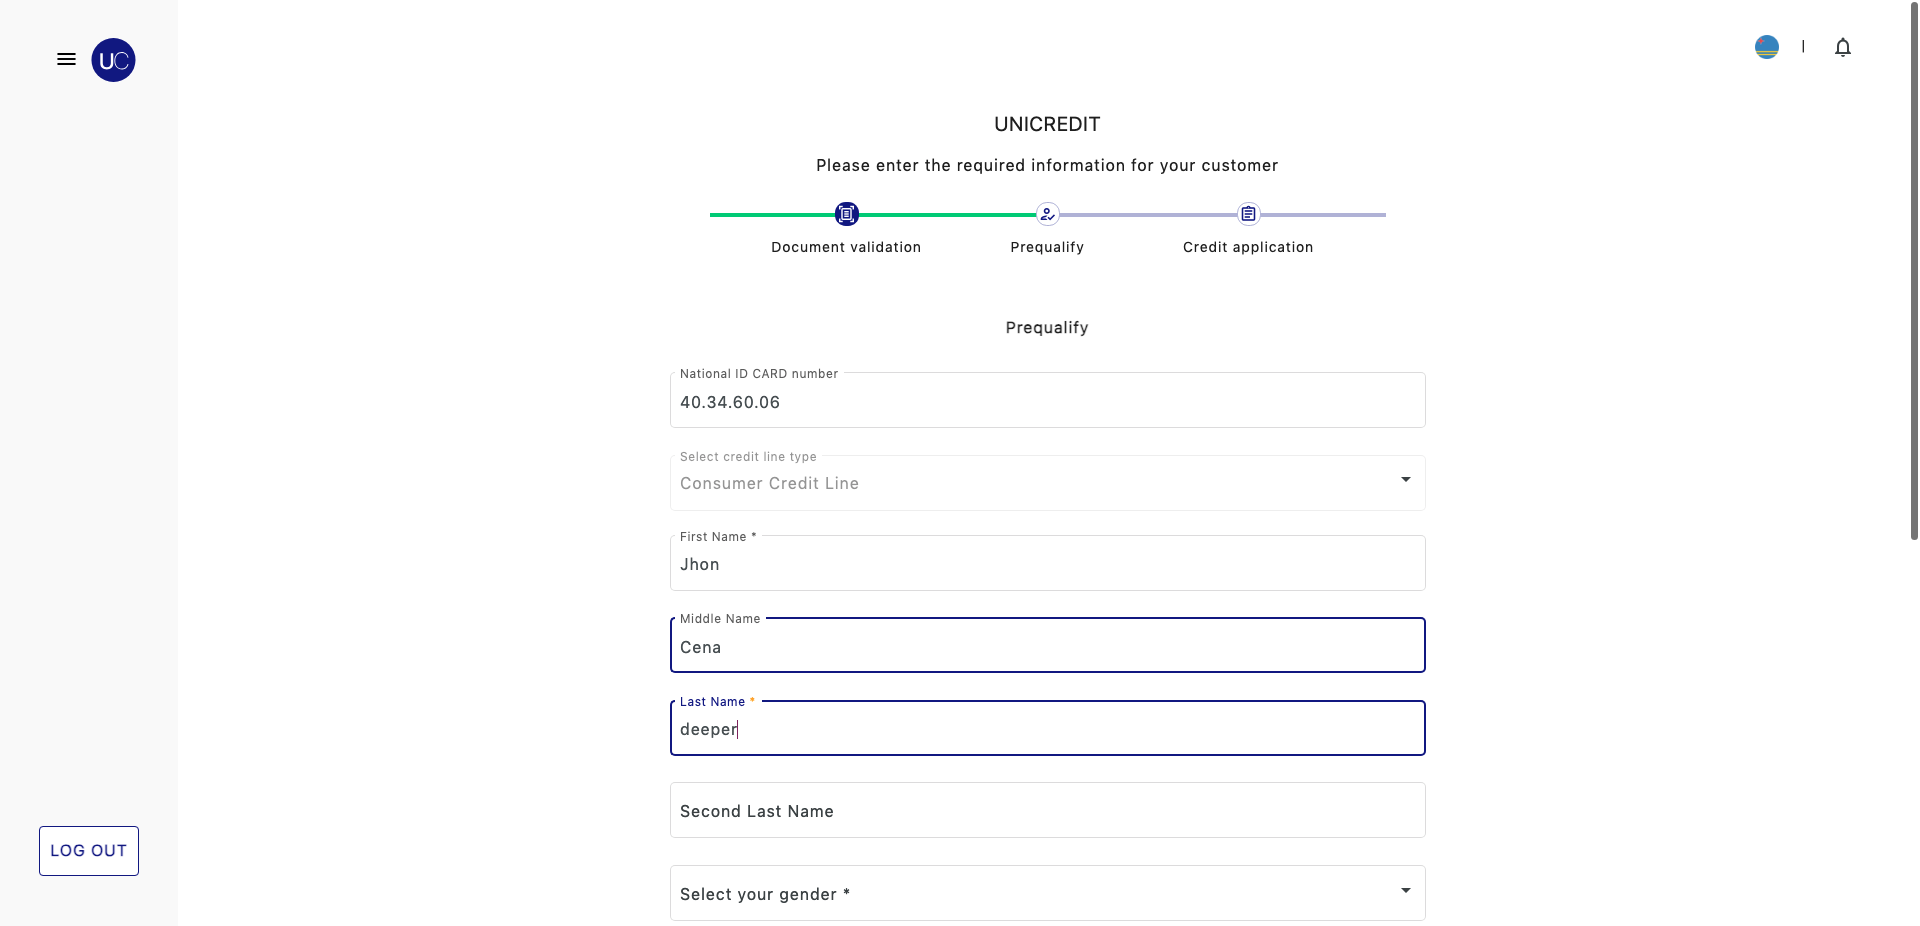 UC
UNICREDIT
Please enter the required information for your customer
Document validation
Prequalify
Credit application
Prequalify
National ID CARD number
40.34.60.06
Select credit line type
Consumer Credit Line
First Name *
Jhon
Middle Name
Cena
Last Name *
deeper
Second Last Name
Select your gender *
LOG OUT